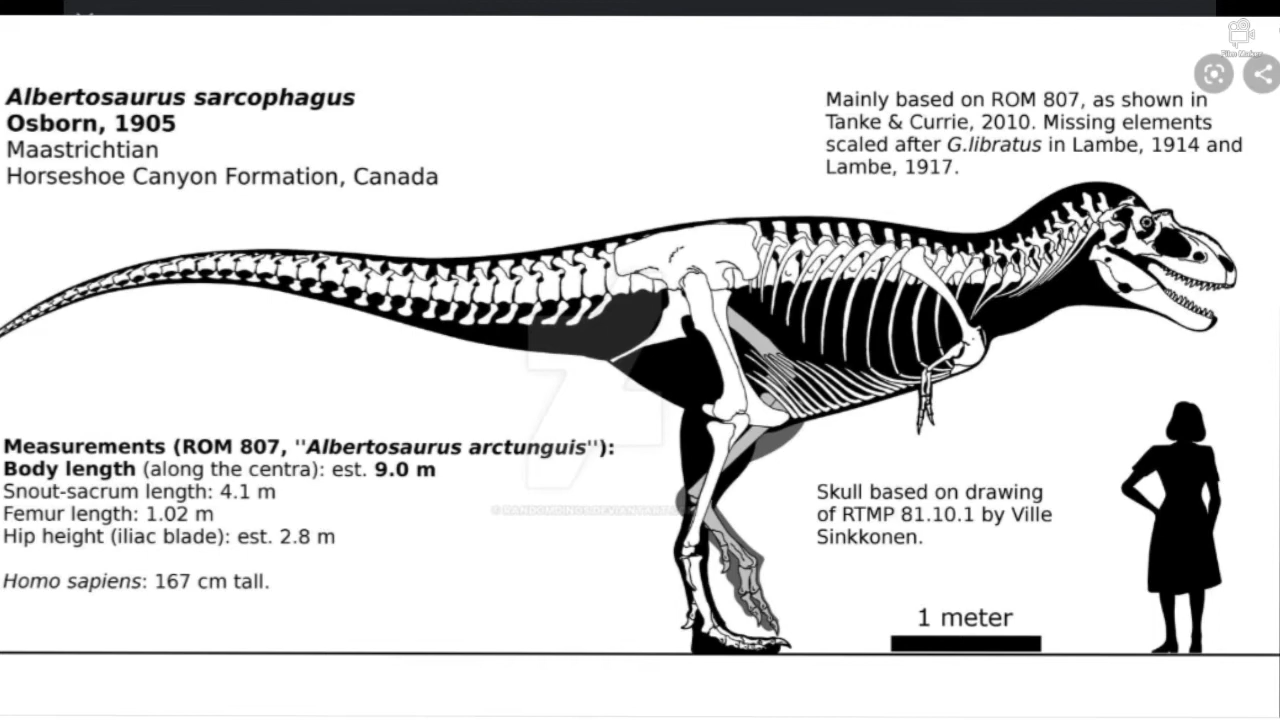 Albertosaurus sarcophagus
Osborn, 1905
Maastrichtian
Horseshoe Canyon Formation, Canada
Mainly based on ROM 807, as shown in
Tanke & Currie, 2010. Missing elements
scaled after G.libratus in Lambe, 1914 and
Lambe, 1917.
Measurements (ROM 807, "Albertosaurus arctunguis"):
Body length (along the centra): est. 9.0 m
Snout-sacrum length: 4.1 m
Femur length: 1.02 m
Hip height (iliac blade): est. 2.8 m
Homo sapiens: 167 cm tall.
Skull based on drawing
of RTMP 81.10.1 by Ville
Sinkkonen.
1 meter